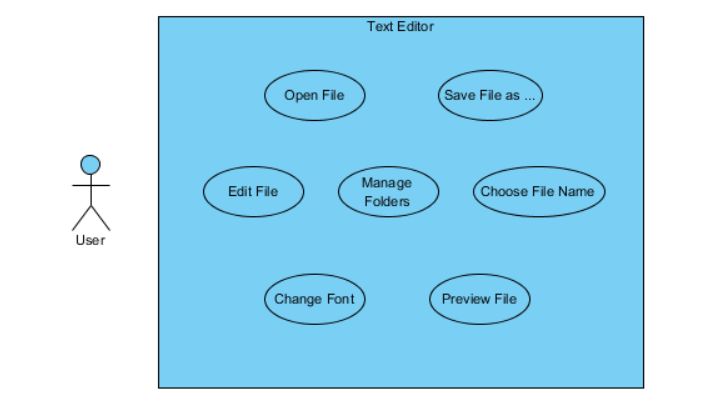 Text Editor
Open File
Save File as ...
Edit File
Manage
Folders
Choose File Name
User
Change Font
Preview File